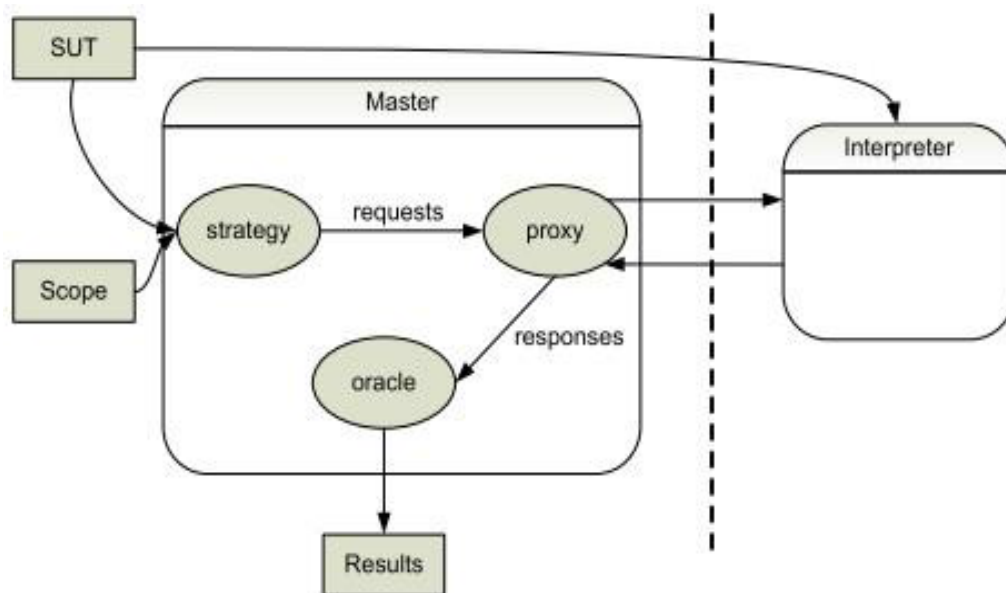 SUT
Master
Interpreter
strategy
requests
proxy
Scope
responses
oracle
Results